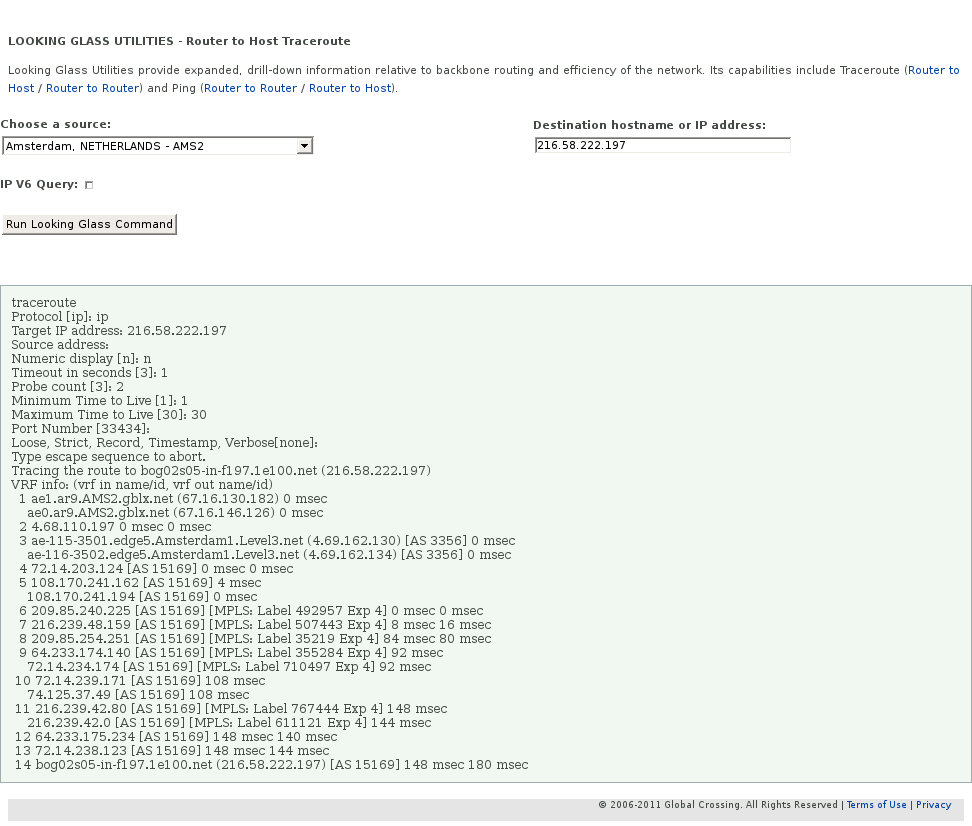 LOOKING GLASS UTILITIES - Router to Host Traceroute
Looking Glass Utilities provide expanded, drill-down information relative to backbone routing and efficiency of the network. Its capabilities include Traceroute (Router to
Host / Router to Router) and Ping (Router to Router / Router to Host).
Choose a source:
Destination hostname or IP address:
Amsterdam, NETHERLANDS - AMS2
216.58.222.197
IP V6 Query:
Run Looking Glass Command
traceroute
Protocol [ip]: ip
Target IP address: 216.58.222.197
Source address:
Numeric display [n]: n
Timeout in seconds [3]: 1
Probe count [3]: 2
Minimum Time to Live [1]: 1
Maximum Time to Live [30]: 30
Port Number [33434]:
Loose, Strict, Record, Timestamp, Verbose[none]:
Type escape sequence to abort.
Tracing the route to bog02s05-in-f197.1e100.net (216.58.222.197)
VRF info: (vrf in name/id, vrf out name/id)
1 ae1.ar9.AMS2.gblx.net (67.16.130.182) 0 msec
ae0.ar9.AMS2.gblx.net (67.16.146.126) 0 msec
2 4.68.110.197 0 msec 0 msec
3 ae-115-3501.edge5.Amsterdam1.Level3.net (4.69.162.130) [AS 3356] 0 msec
ae-116-3502.edge5.Amsterdam1.Level3.net (4.69.162.134) [AS 3356] 0 msec
4 72.14.203.124 [AS 15169] 0 msec 0 msec
5 108.170.241.162 [AS 15169] 4 msec
108.170.241.194 [AS 15169] 0 msec
6 209.85.240.225 [AS 15169] [MPLS: Label 492957 Exp 4] 0 msec 0 msec
7 216.239.48.159 [AS 15169] [MPLS: Label 507443 Exp 4] 8 msec 16 msec
8 209.85.254.251 [AS 15169] [MPLS: Label 35219 Exp 4] 84 msec 80 msec
9 64.233.174.140 [AS 15169] [MPLS: Label 355284 Exp 4] 92 msec
72.14.234.174 [AS 15169] [MPLS: Label 710497 Exp 4] 92 msec
10 72.14.239.171 [AS 15169] 108 msec
74.125.37.49 [AS 15169] 108 msec
11 216.239.42.80 [AS 15169] [MPLS: Label 767444 Exp 4] 148 msec
216.239.42.0 [AS 15169] [MPLS: Label 611121 Exp 4] 144 msec
12 64.233.175.234 [AS 15169] 148 msec 140 msec
13 72.14.238.123 [AS 15169] 148 msec 144 msec
14 bog02s05-in-f197.1e100.net (216.58.222.197) [AS 15169] 148 msec 180 msec
© 2006-2011 Global Crossing. All Rights Reserved | Terms of Use | Privacy